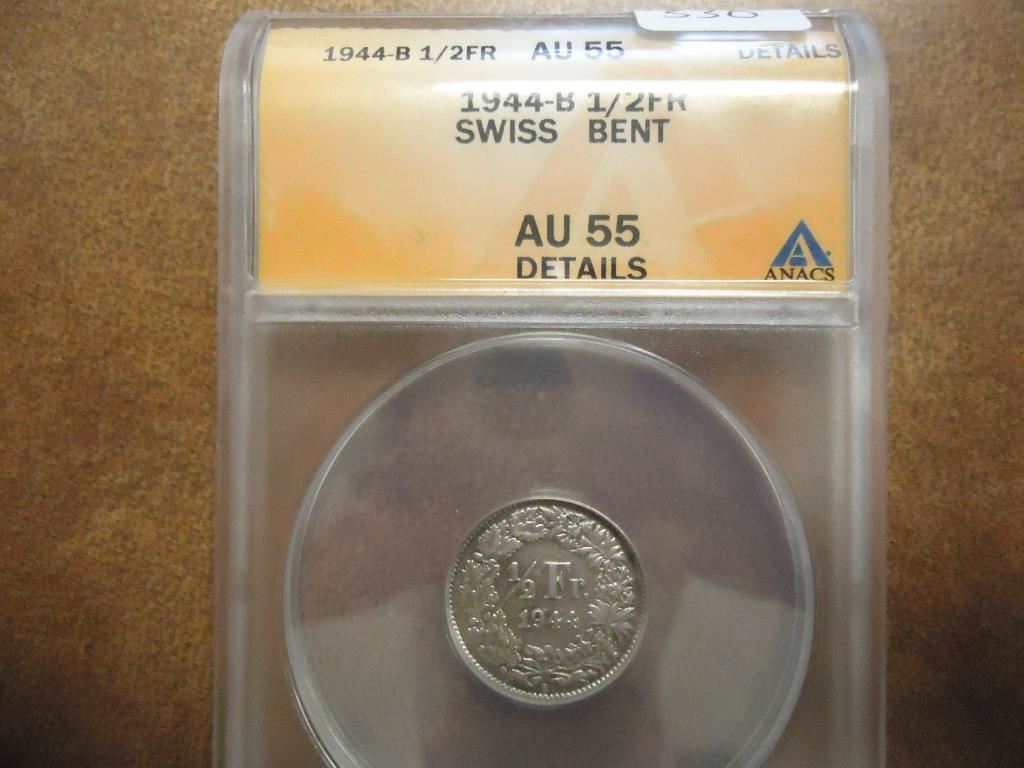 530
1944-B 1/2FR AU 55 DETAILS
1944-B 1/2FR
SWISS BENT
AU 55
DETAILS
ANACS
1/2 Fr.
1944
B